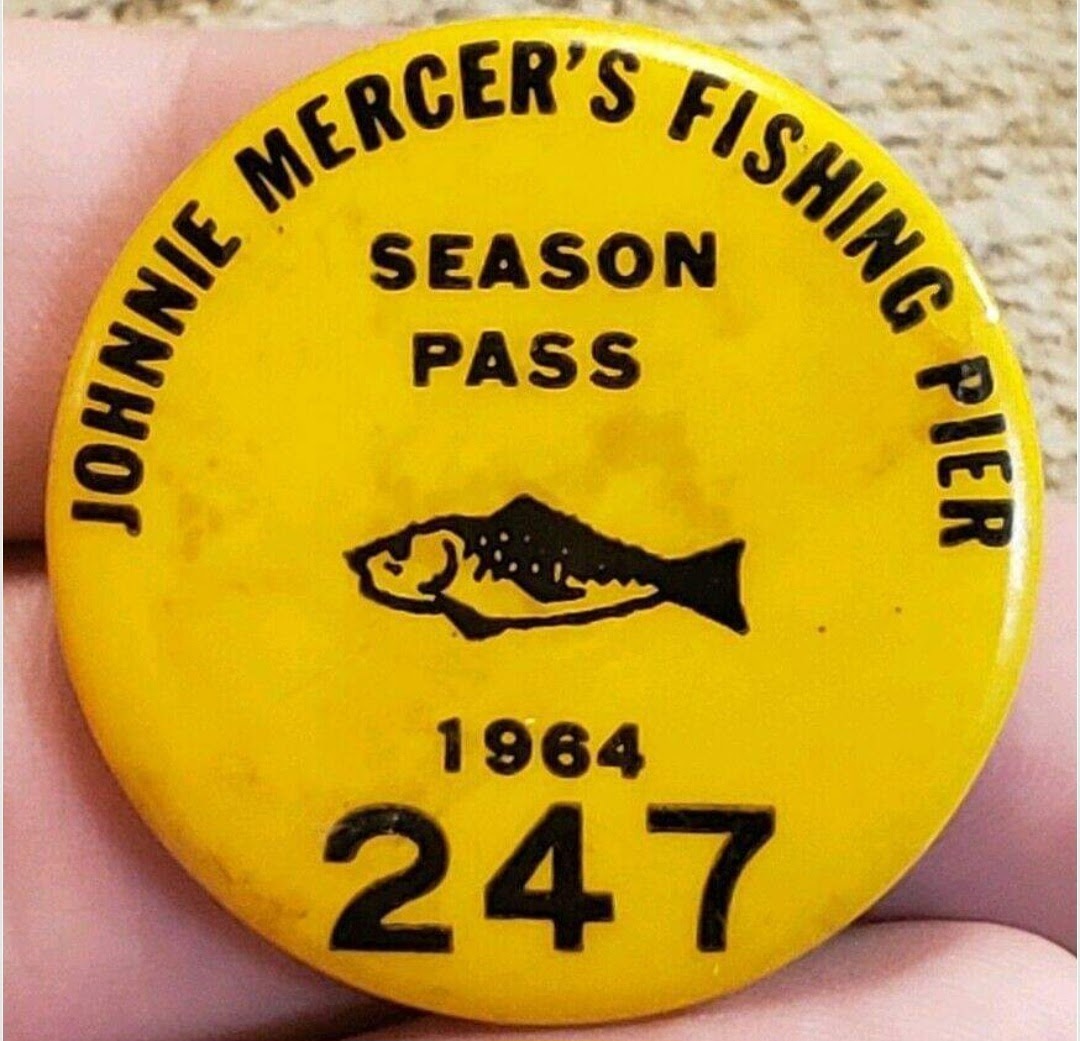 JOHNNIE MERCER'S FISHING PIER
SEASON
PASS
1964
247